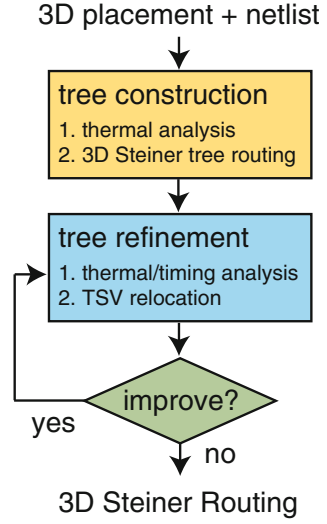 3D placement + netlist
tree construction
1. thermal analysis
2. 3D Steiner tree routing
tree refinement
1. thermal/timing analysis
2. TSV relocation
improve?
yes
no
3D Steiner Routing